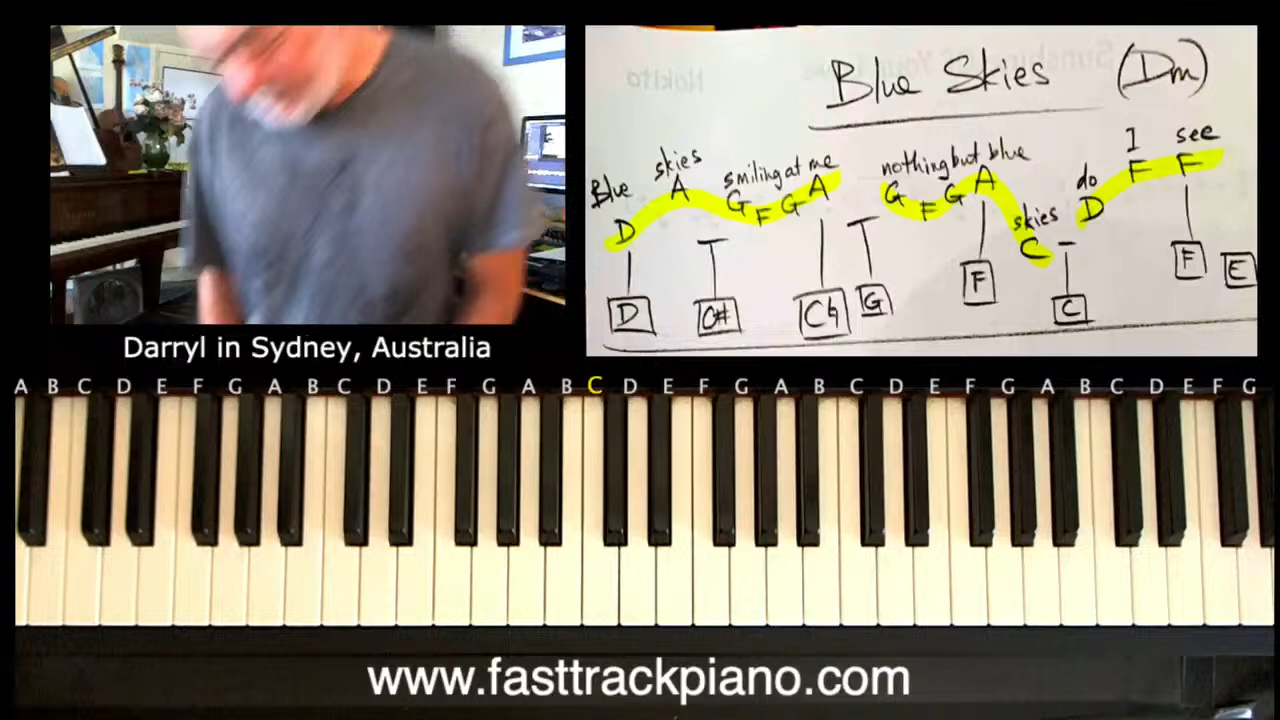 Blue Skies (Dm)
Blue skies smiling at me nothing but blue skies do I see
D A G F G A G F G A C D F F
D C# C♮ G F C F E
Darryl in Sydney, Australia
A B C D E F G A B C D E F G A B C D E F G A B C D E F G A B C D E F G
www.fasttrackpiano.com